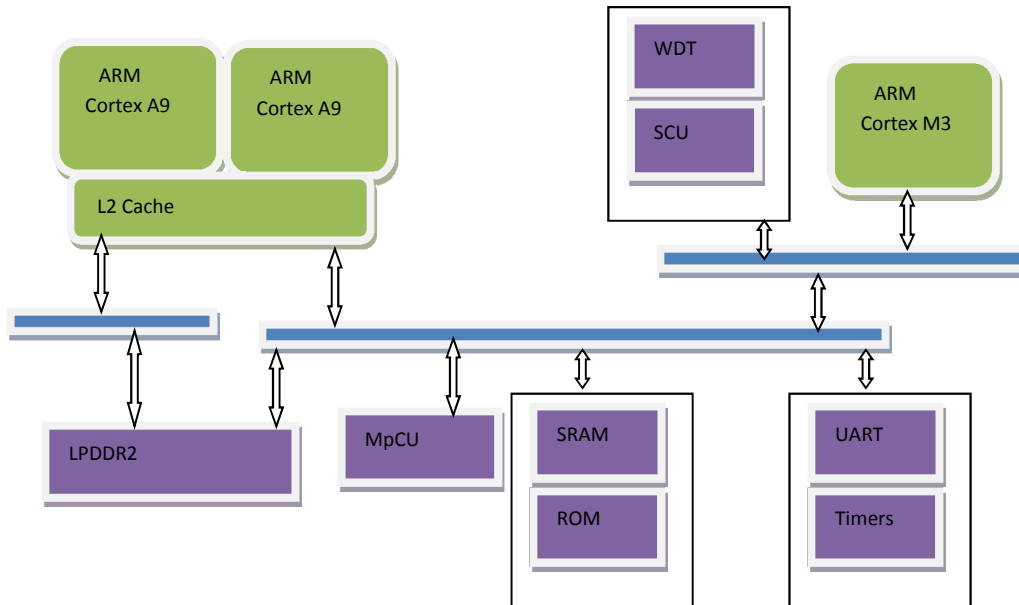 ARM
Cortex A9
ARM
Cortex A9
L2 Cache
WDT
SCU
ARM
Cortex M3
LPDDR2
MpCU
SRAM
ROM
UART
Timers